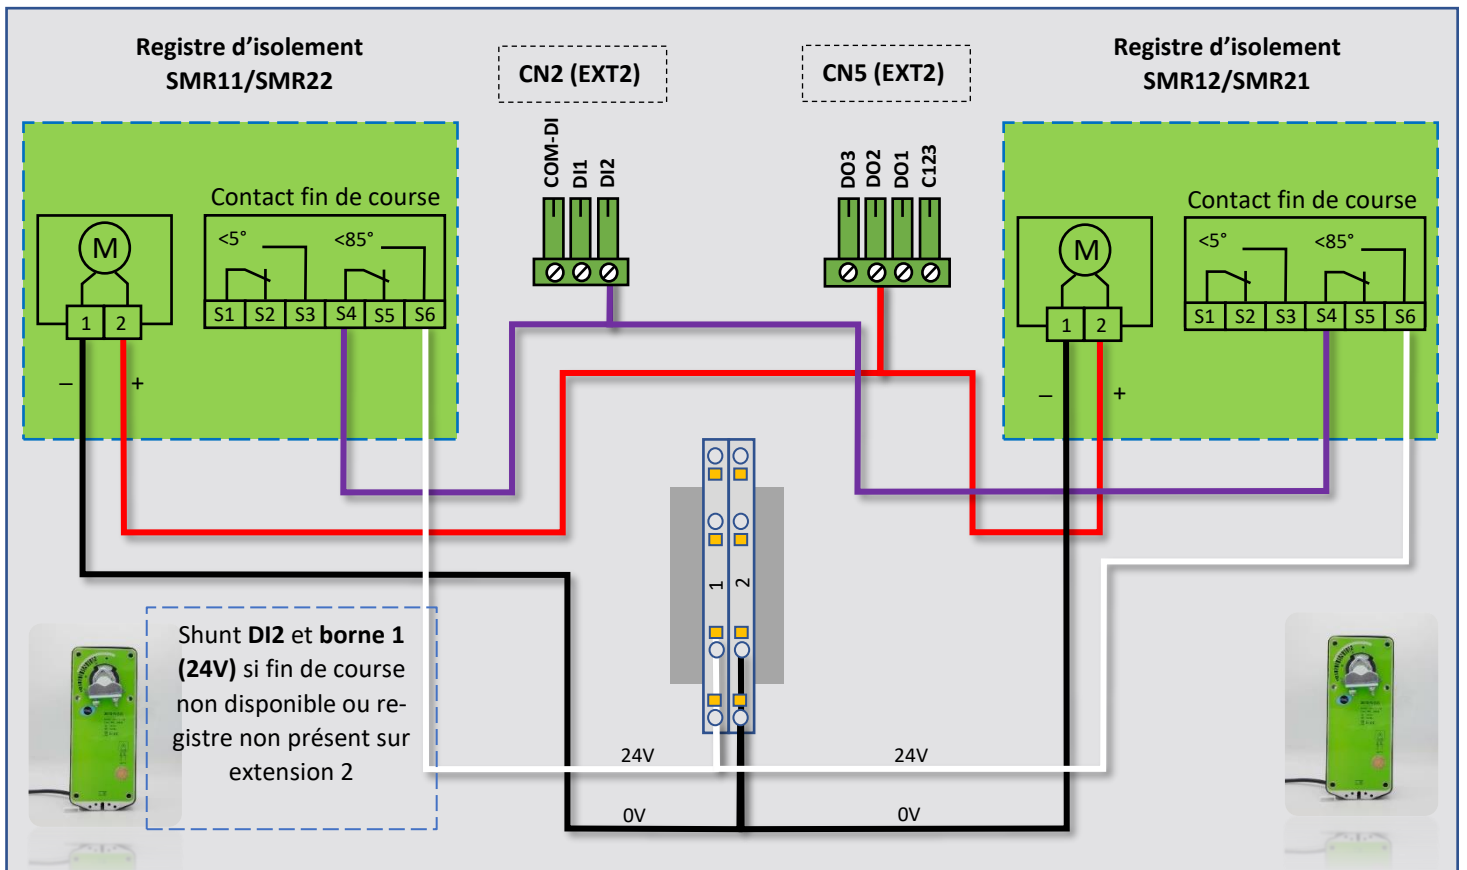 Registre d’isolement
SMR11/SMR22
CN2 (EXT2)
CN5 (EXT2)
Registre d’isolement
SMR12/SMR21
COM-DI
DI1
DI2
DO3
DO2
DO1
C123
Contact fin de course
<5°
<85°
M
S1 S2 S3 S4 S5 S6
1 2
– +
Contact fin de course
<5°
<85°
M
S1 S2 S3 S4 S5 S6
1 2
– +
1
2
Shunt DI2 et borne 1
(24V) si fin de course
non disponible ou re-
gistre non présent sur
extension 2
24V
24V
0V
0V